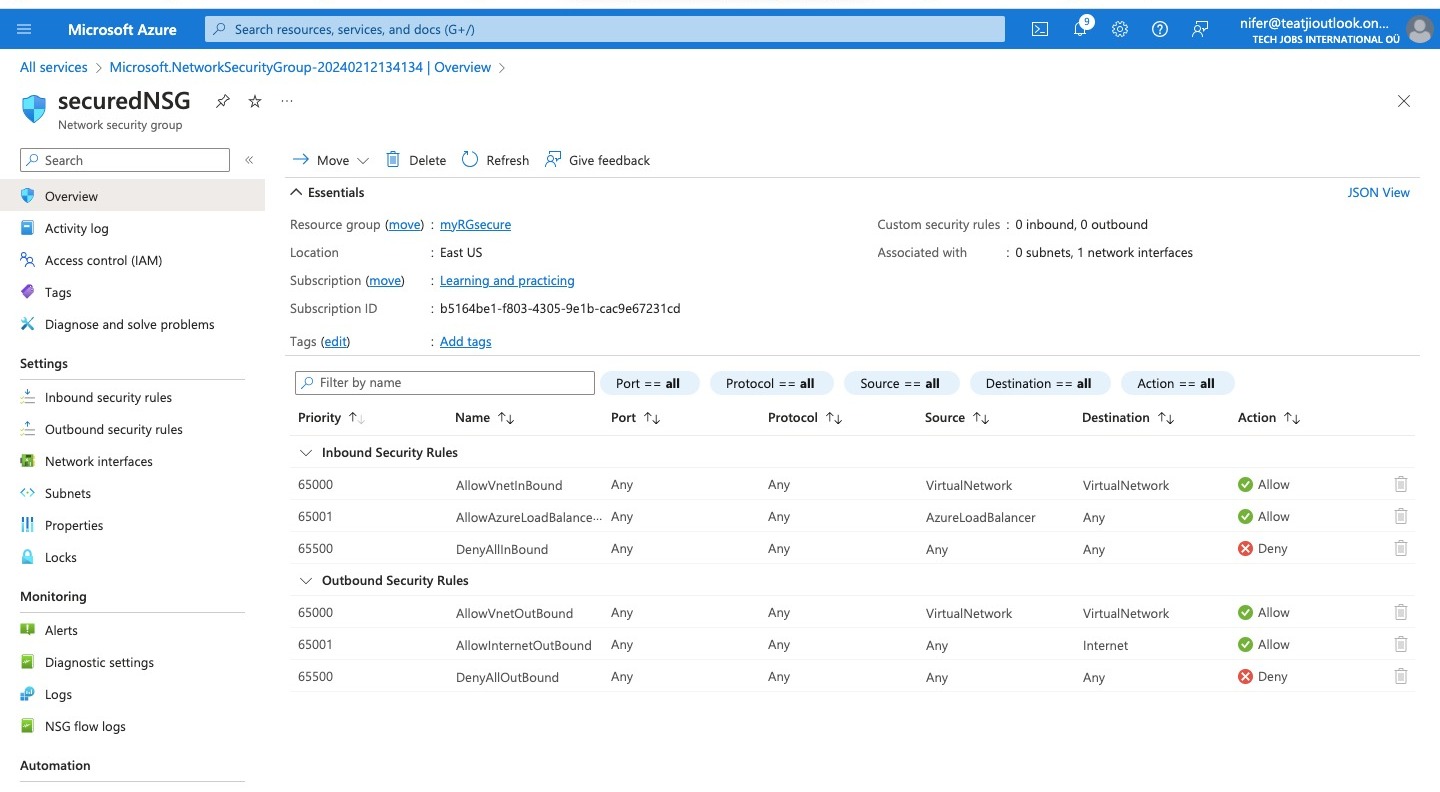 Microsoft Azure
Search resources, services, and docs (G+/)
9
nifer@teatjioutlook.on...
TECH JOBS INTERNATIONAL OÜ
All services > Microsoft.NetworkSecurityGroup-20240212134134 | Overview >
securedNSG
Network security group
Search
Overview
Activity log
Access control (IAM)
Tags
Diagnose and solve problems
Settings
Inbound security rules
Outbound security rules
Network interfaces
Subnets
Properties
Locks
Monitoring
Alerts
Diagnostic settings
Logs
NSG flow logs
Automation
Move Delete Refresh Give feedback
Essentials JSON View
Resource group (move) : myRGsecure
Location : East US
Subscription (move) : Learning and practicing
Subscription ID : b5164be1-f803-4305-9e1b-cac9e67231cd
Tags (edit) : Add tags
Custom security rules : 0 inbound, 0 outbound
Associated with : 0 subnets, 1 network interfaces
Filter by name Port == all Protocol == all Source == all Destination == all Action == all
Priority Name Port Protocol Source Destination Action
Inbound Security Rules
65000 AllowVnetInBound Any Any VirtualNetwork VirtualNetwork Allow
65001 AllowAzureLoadBalance... Any Any AzureLoadBalancer Any Allow
65500 DenyAllInBound Any Any Any Any Deny
Outbound Security Rules
65000 AllowVnetOutBound Any Any VirtualNetwork VirtualNetwork Allow
65001 AllowInternetOutBound Any Any Any Internet Allow
65500 DenyAllOutBound Any Any Any Any Deny